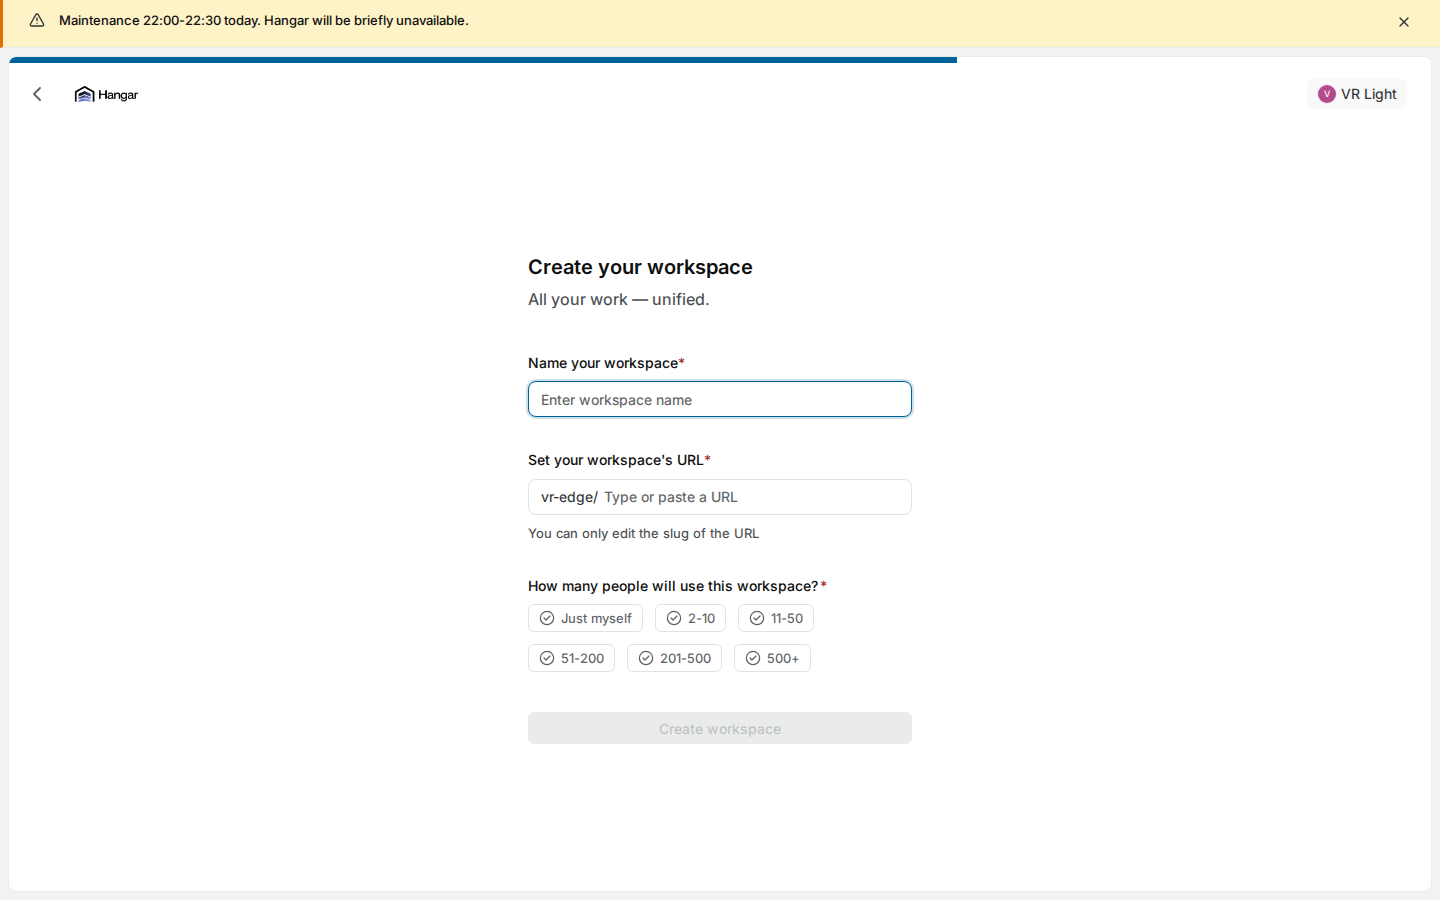 Maintenance 22:00-22:30 today. Hangar will be briefly unavailable.
Hangar
V VR Light
Create your workspace
All your work — unified.
Name your workspace*
Enter workspace name
Set your workspace's URL*
vr-edge/ Type or paste a URL
You can only edit the slug of the URL
How many people will use this workspace?*
Just myself 2-10 11-50
51-200 201-500 500+
Create workspace